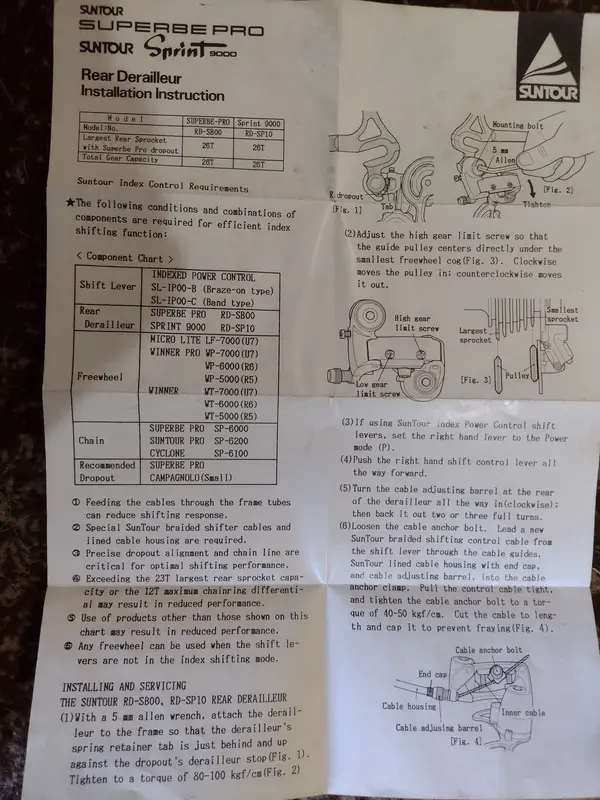 SUNTOUR
SUPERBE PRO
SUNTOUR Sprint 9000
Rear Derailleur
Installation Instruction
Model SUPERBE-PRO Sprint 9000
Model·No. RD-SB00 RD-SP10
Largest Rear Sprocket
with Superbe Pro dropout 26T 26T
Total Gear Capacity 26T 26T
Suntour Index Control Requirements
★The following conditions and combinations of
components are required for efficient index
shifting function:
< Component Chart >
Shift Lever INDEXED POWER CONTROL
SL-IP00-B (Braze-on type)
SL-IP00-C (Band type)
Rear SUPERBE PRO RD-SB00
Derailleur SPRINT 9000 RD-SP10
Freewheel MICRO LITE LF-7000(U7)
WINNER PRO WP-7000(U7)
WP-6000(R6)
WP-5000(R5)
WINNER WT-7000(U7)
WT-6000(R6)
WT-5000(R5)
Chain SUPERBE PRO SP-6000
SUNTOUR PRO SP-6200
CYCLONE SP-6100
Recommended SUPERBE PRO
Dropout CAMPAGNOLO(Small)
① Feeding the cables through the frame tubes
can reduce shifting response.
② Special SunTour braided shifter cables and
lined cable housing are required.
③ Precise dropout alignment and chain line are
critical for optimal shifting performance.
④ Exceeding the 23T largest rear sprocket capa-
city or the 12T maximum chainring differenti-
al may result in reduced performance.
⑤ Use of products other than those shown on this
chart may result in reduced performance.
⑥ Any freewheel can be used when the shift le-
vers are not in the index shifting mode.
INSTALLING AND SERVICING
THE SUNTOUR RD-SB00, RD-SP10 REAR DERAILLEUR
(1)With a 5 mm allen wrench, attach the derail-
leur to the frame so that the derailleur's
spring retainer tab is just behind and up
against the dropout's derailleur stop(Fig. 1).
Tighten to a torque of 80-100 kgf/cm(Fig. 2)
SUNTOUR
Mounting bolt
5 mm
Allen
[Fig. 2]
Tighten
R.dropout
Tab
[Fig. 1]
(2)Adjust the high gear limit screw so that
the guide pulley centers directly under the
smallest freewheel cog(Fig. 3). Clockwise
moves the pulley in; counterclockwise moves
it out.
High gear
limit screw
Low gear
limit screw
Smallest
sprocket
Largest
sprocket
[Fig. 3]
Pulley
(3)If using SunTour Index Power Control shift
levers, set the right hand lever to the Power
mode (P).
(4)Push the right hand shift control lever all
the way forward.
(5)Turn the cable adjusting barrel at the rear
of the derailleur all the way in(clockwise);
then back it out two or three full turns.
(6)Loosen the cable anchor bolt. Lead a new
SunTour braided shifting control cable from
the shift lever through the cable guides.
SunTour lined cable housing with end cap,
and cable adjusting barrel, into the cable
anchor clamp. Pull the control cable tight,
and tighten the cable anchor bolt to a tor-
que of 40-50 kgf/cm. Cut the cable to leng-
th and cap it to prevent fraying(Fig. 4).
Cable anchor bolt
End cap
Cable housing
Inner cable
Cable adjusing barrel
[Fig. 4]